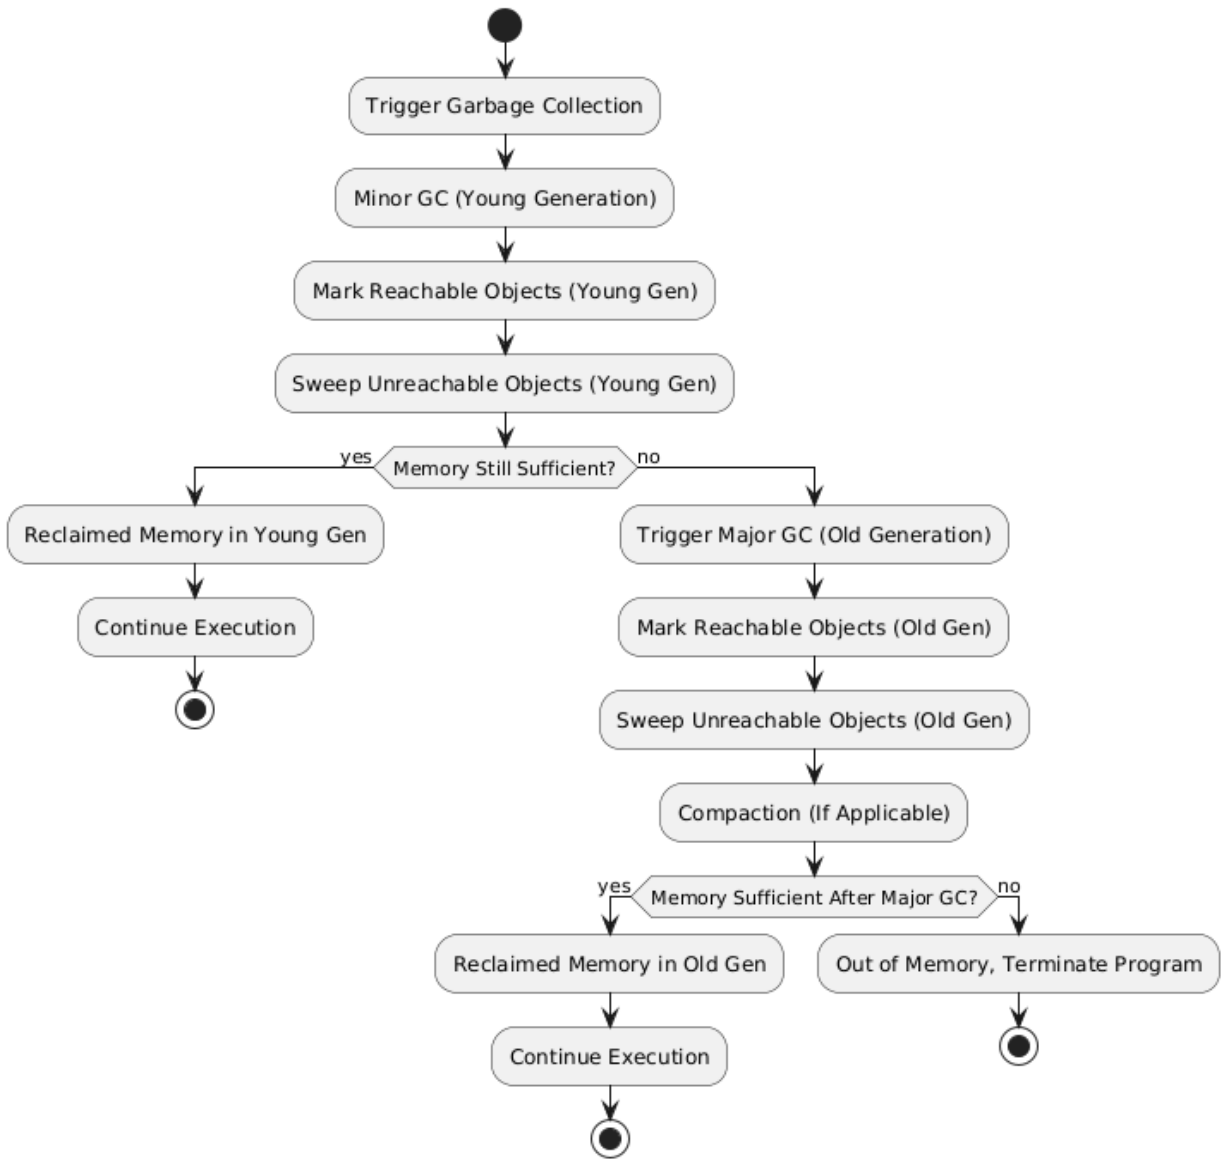 Trigger Garbage Collection
Minor GC (Young Generation)
Mark Reachable Objects (Young Gen)
Sweep Unreachable Objects (Young Gen)
Memory Still Sufficient?
yes
no
Reclaimed Memory in Young Gen
Continue Execution
Trigger Major GC (Old Generation)
Mark Reachable Objects (Old Gen)
Sweep Unreachable Objects (Old Gen)
Compaction (If Applicable)
Memory Sufficient After Major GC?
yes
no
Reclaimed Memory in Old Gen
Continue Execution
Out of Memory, Terminate Program